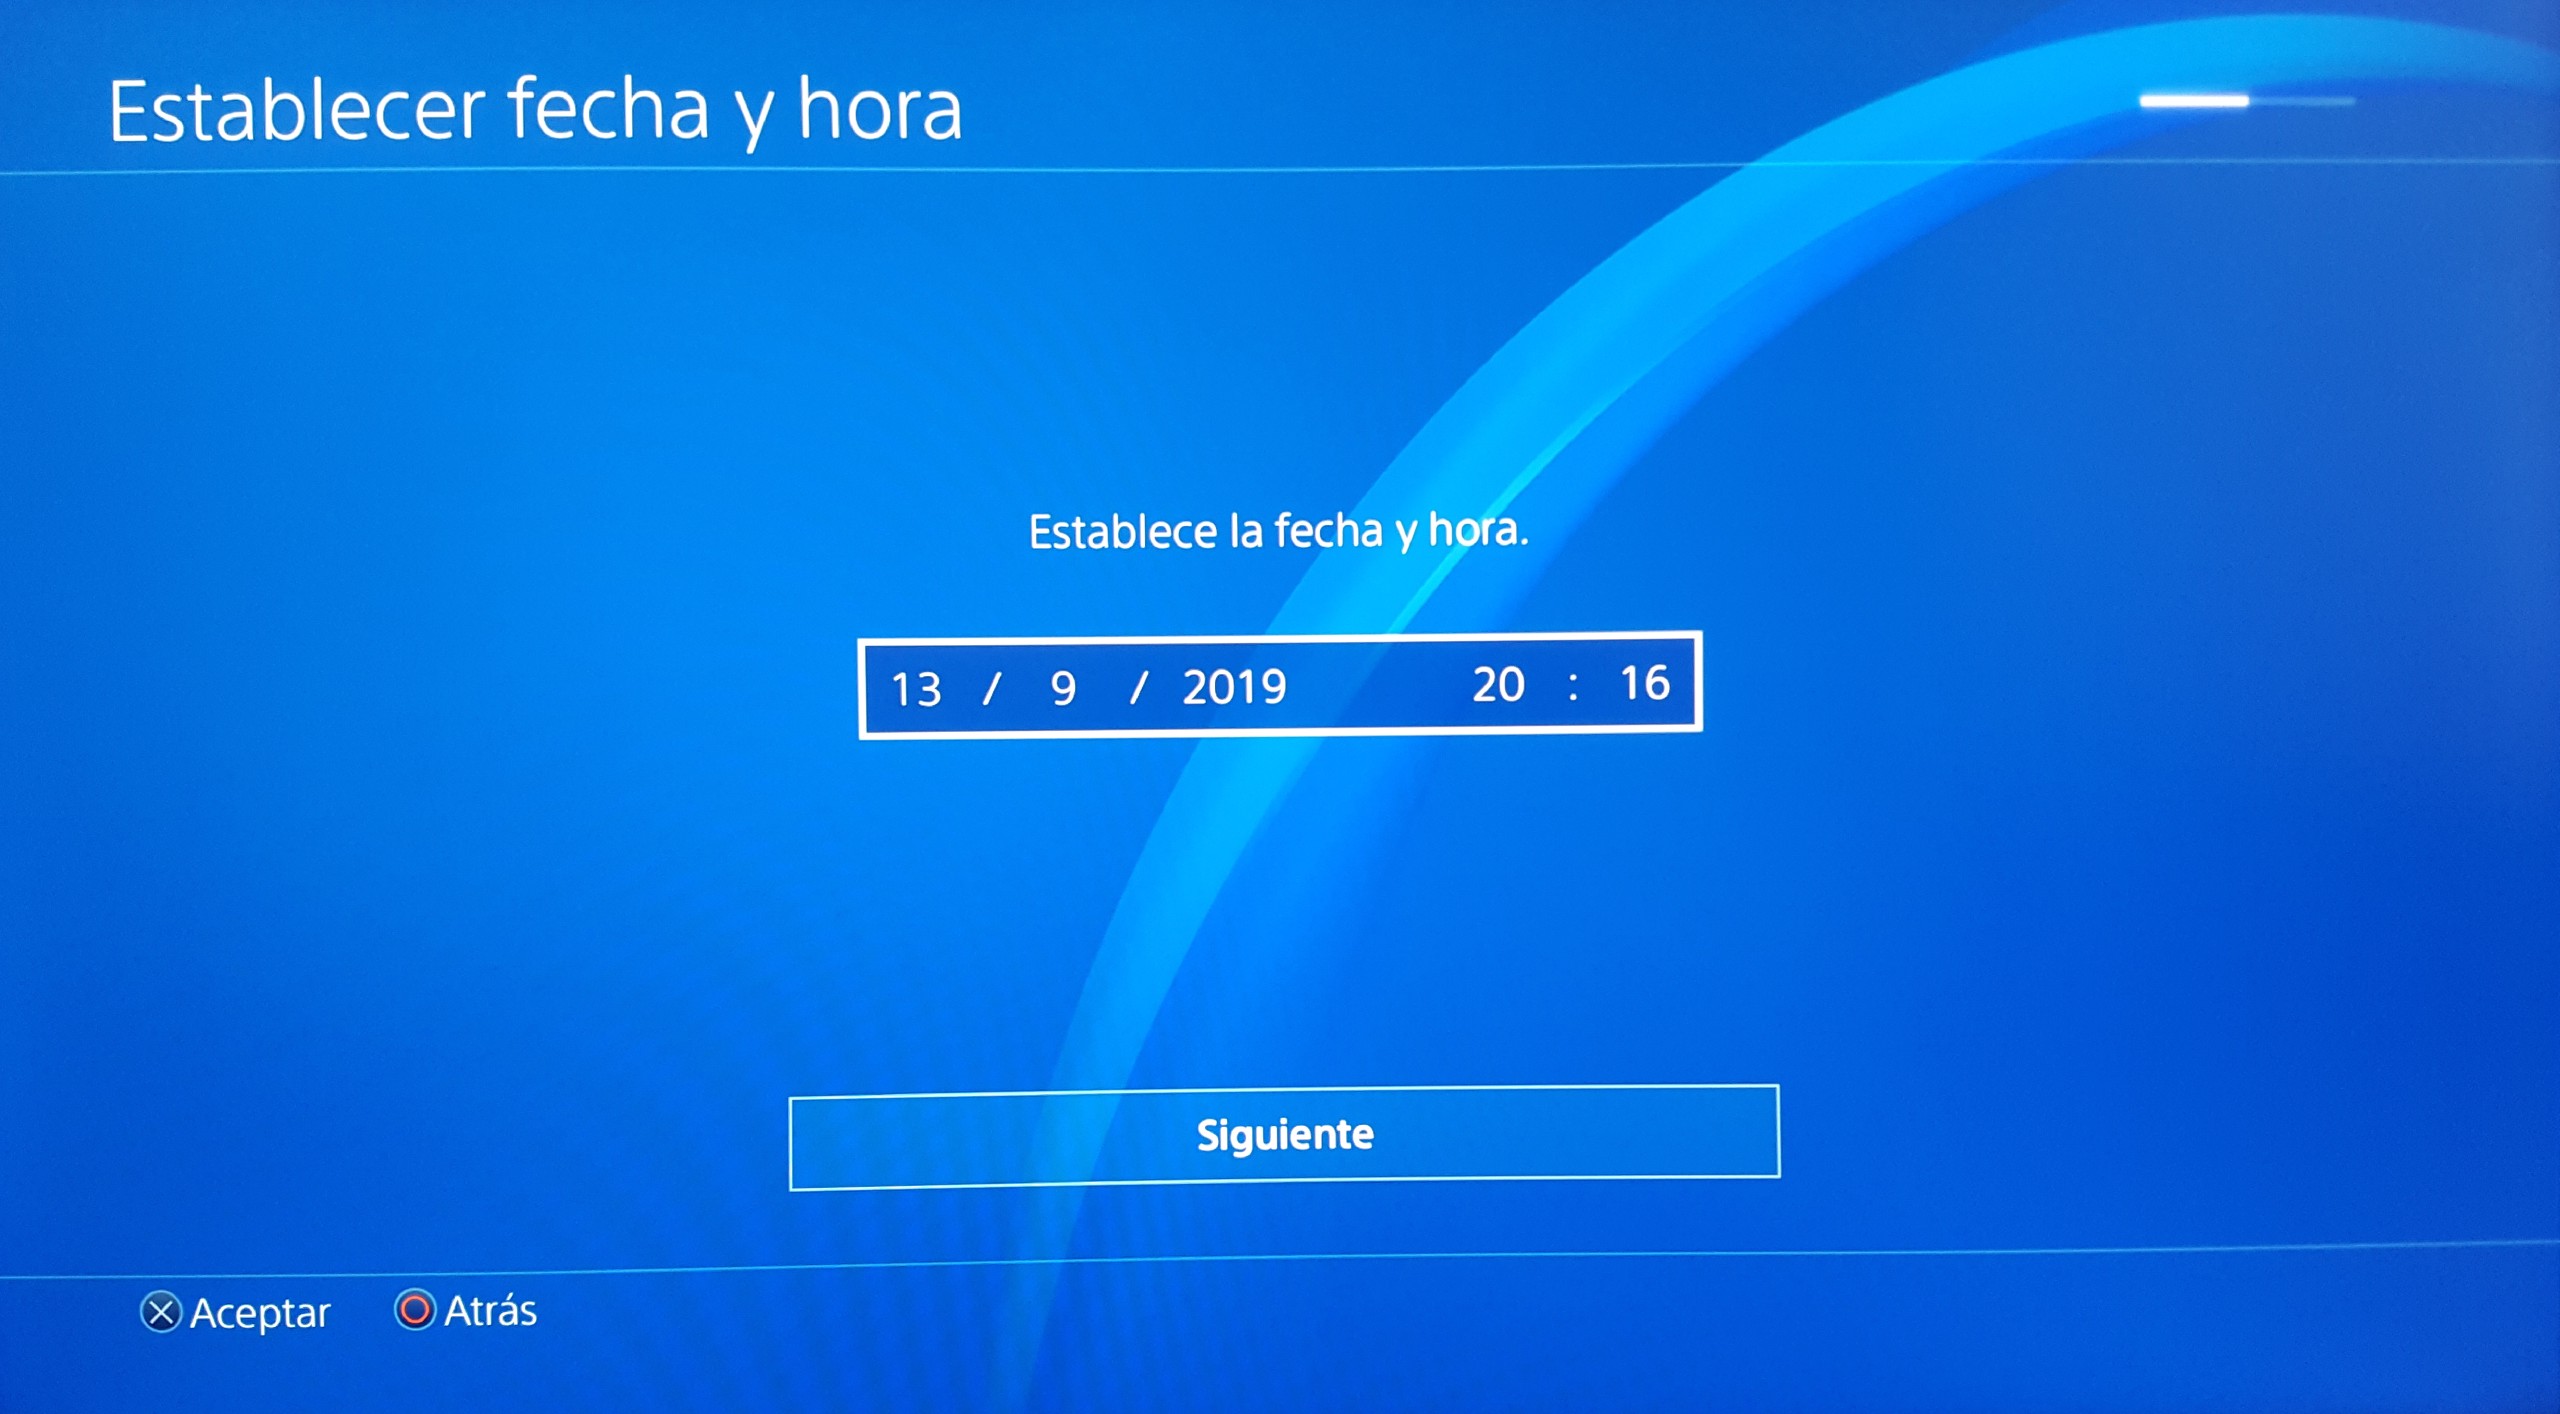 Establecer fecha y hora
Establece la fecha y hora.
13 / 9 / 2019 20 : 16
Siguiente
Aceptar Atrás